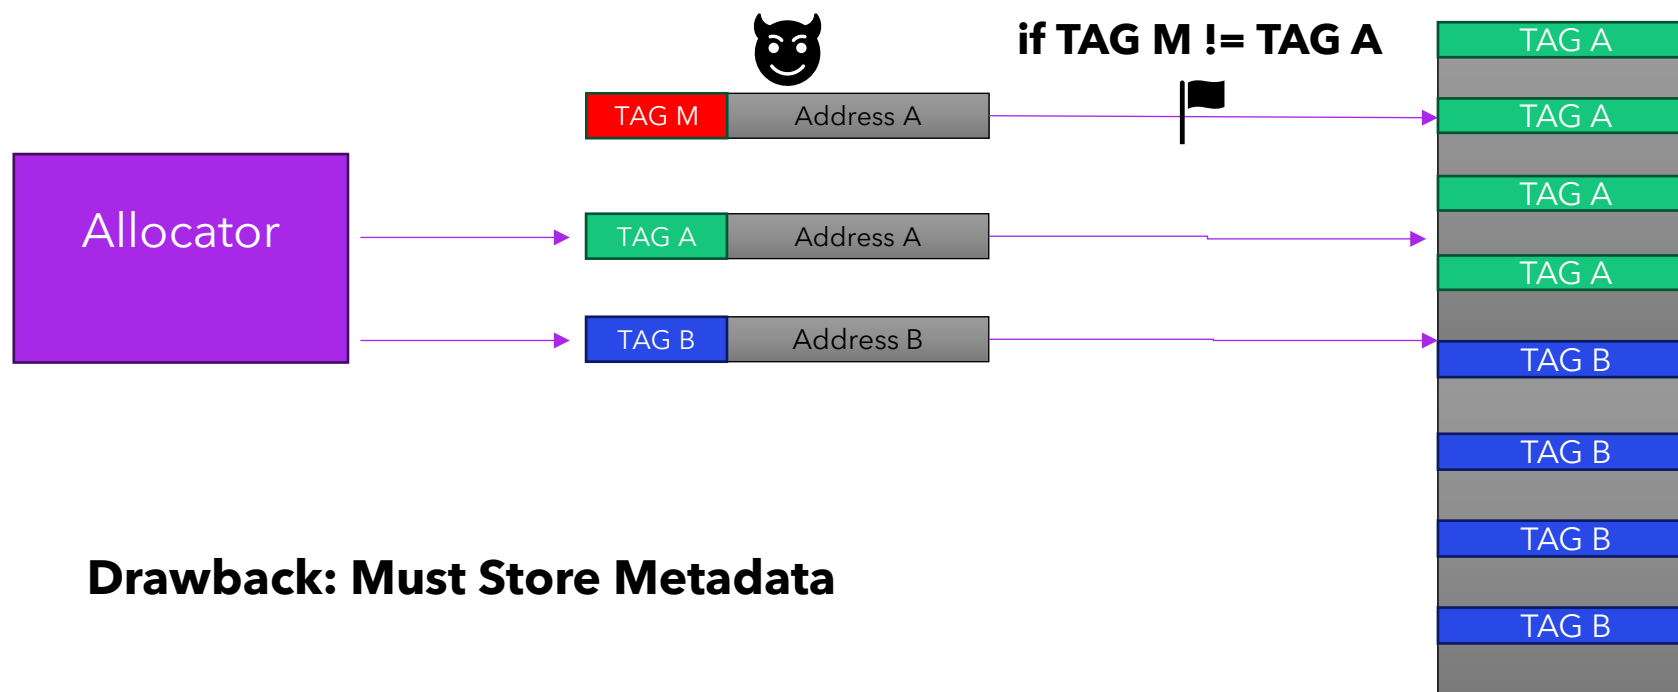 if TAG M != TAG A
TAG M
Address A
Allocator
TAG A
Address A
TAG B
Address B
TAG A
TAG A
TAG A
TAG A
TAG B
TAG B
TAG B
TAG B
Drawback: Must Store Metadata